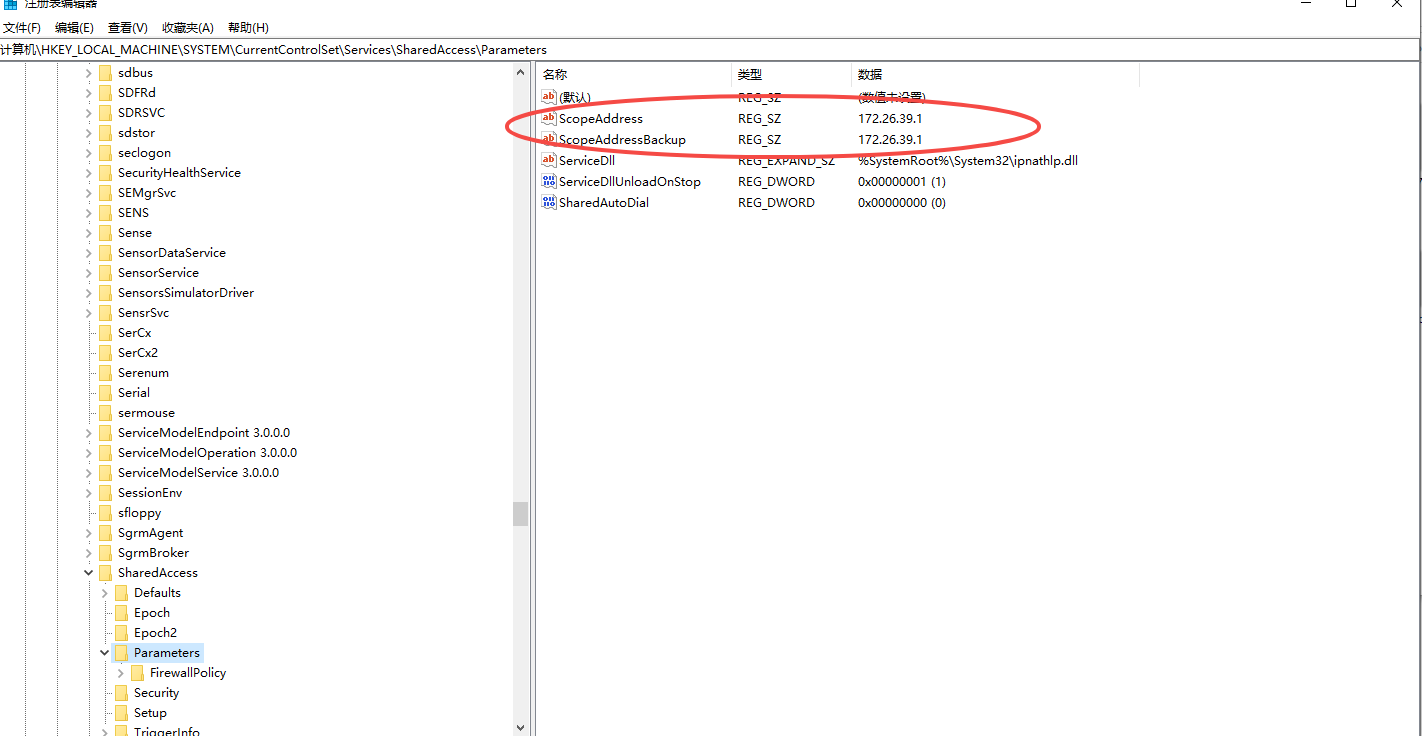 注册表编辑器
文件(F) 编辑(E) 查看(V) 收藏夹(A) 帮助(H)
计算机\HKEY_LOCAL_MACHINE\SYSTEM\CurrentControlSet\Services\SharedAccess\Parameters
sdbus
SDFRd
SDRSVC
sdstor
seclogon
SecurityHealthService
SEMgrSvc
SENS
Sense
SensorDataService
SensorService
SensorsSimulatorDriver
SensrSvc
SerCx
SerCx2
Serenum
Serial
sermouse
ServiceModelEndpoint 3.0.0.0
ServiceModelOperation 3.0.0.0
ServiceModelService 3.0.0.0
SessionEnv
sfloppy
SgrmAgent
SgrmBroker
SharedAccess
Defaults
Epoch
Epoch2
Parameters
FirewallPolicy
Security
Setup
TriggerInfo
名称 类型 数据
(默认) REG_SZ (数值未设置)
ScopeAddress REG_SZ 172.26.39.1
ScopeAddressBackup REG_SZ 172.26.39.1
ServiceDll REG_EXPAND_SZ %SystemRoot%\System32\ipnathlp.dll
ServiceDllUnloadOnStop REG_DWORD 0x00000001 (1)
SharedAutoDial REG_DWORD 0x00000000 (0)